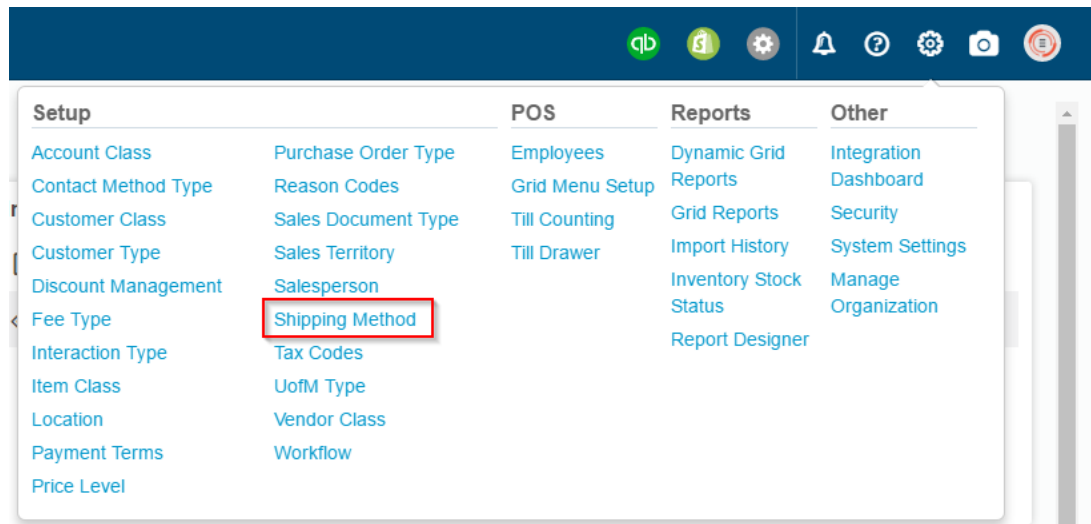 qb
S
Setup
Account Class
Contact Method Type
Customer Class
Customer Type
Discount Management
Fee Type
Interaction Type
Item Class
Location
Payment Terms
Price Level
Purchase Order Type
Reason Codes
Sales Document Type
Sales Territory
Salesperson
Shipping Method
Tax Codes
UofM Type
Vendor Class
Workflow
POS
Employees
Grid Menu Setup
Till Counting
Till Drawer
Reports
Dynamic Grid
Reports
Grid Reports
Import History
Inventory Stock
Status
Report Designer
Other
Integration
Dashboard
Security
System Settings
Manage
Organization